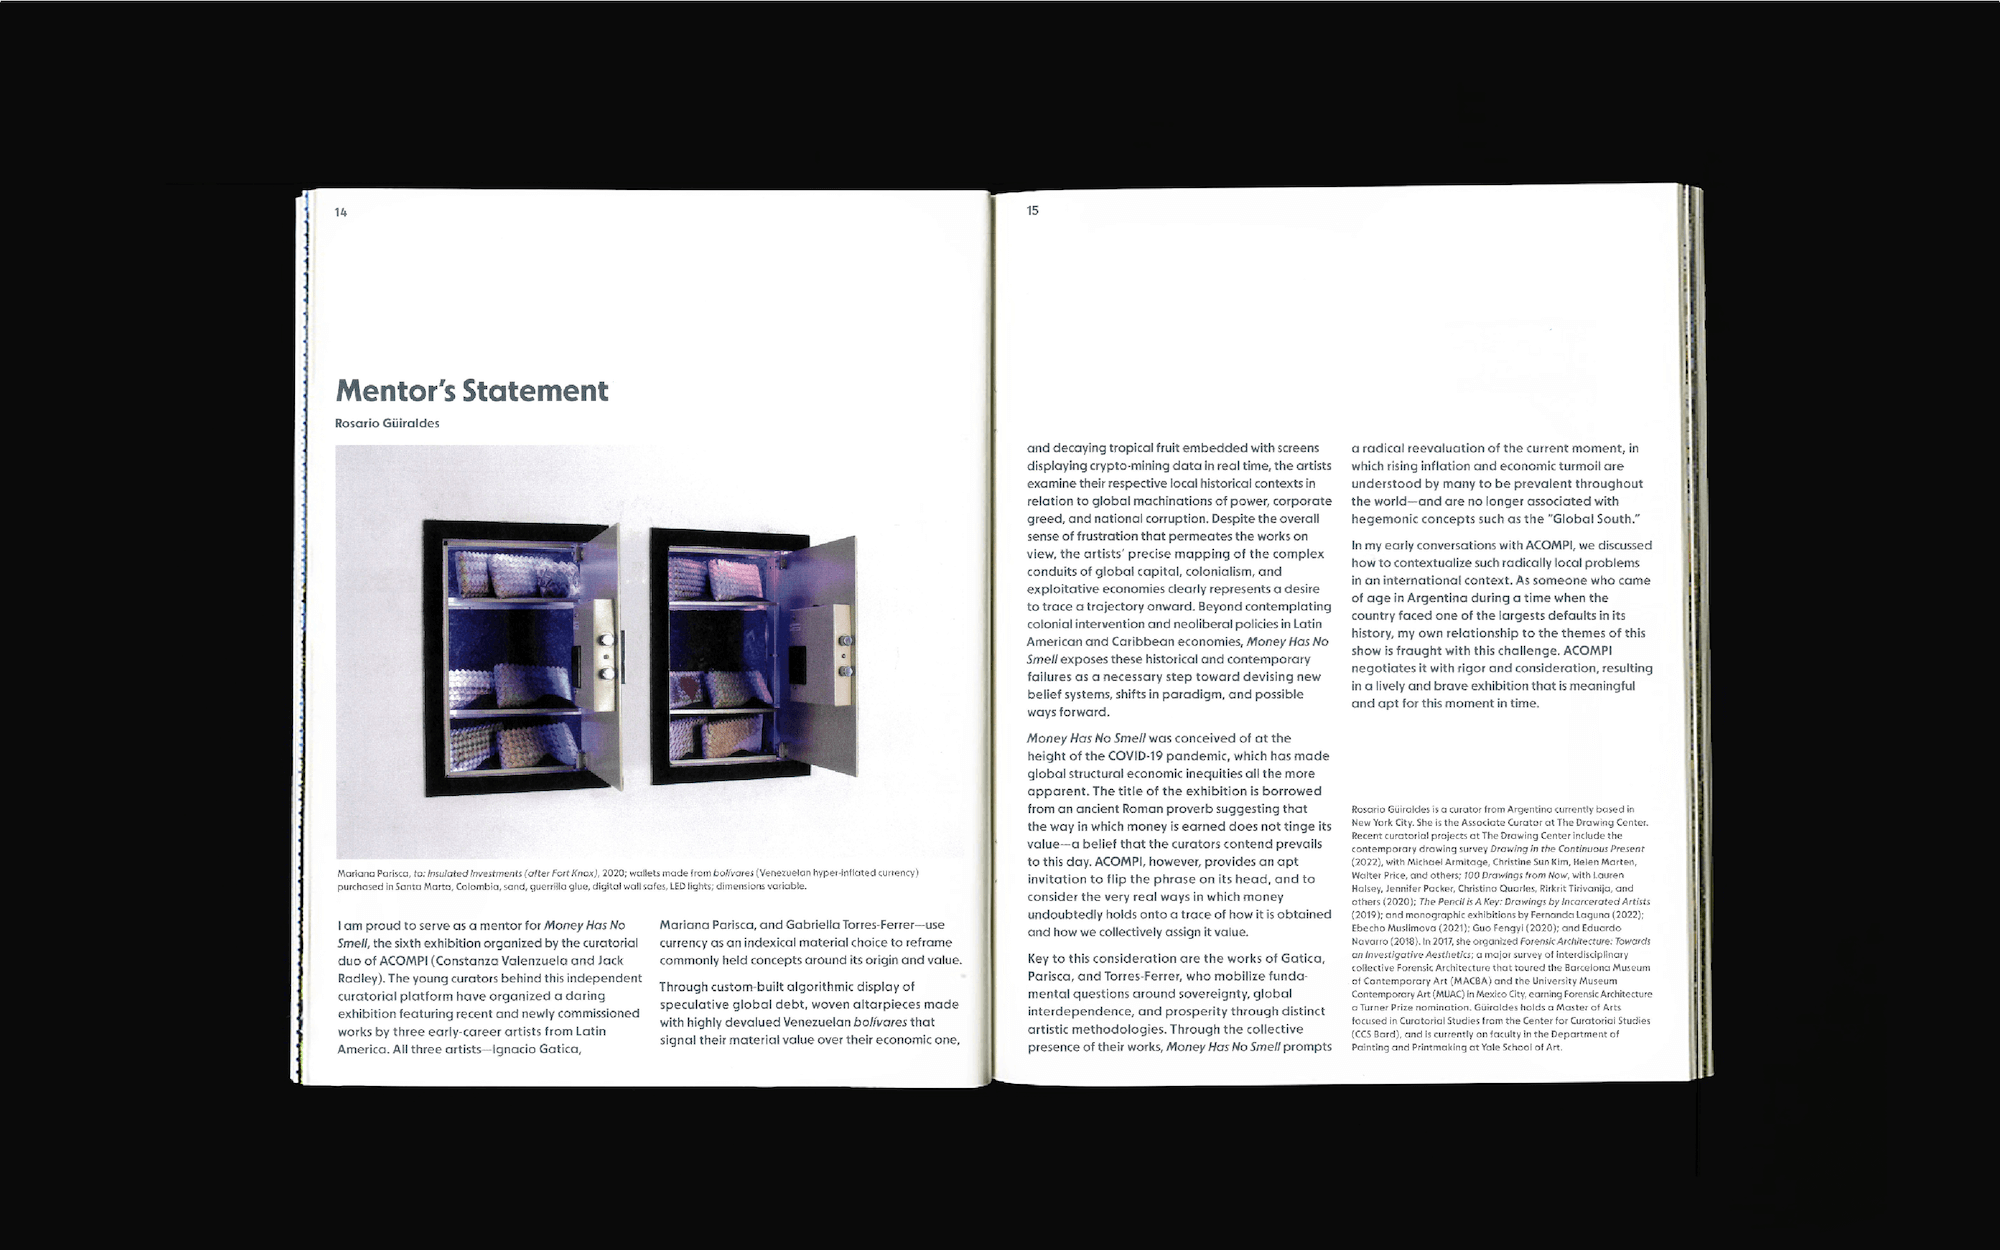 14
Mentor's Statement
Rosario Güiraldes
Mariana Parisca, to: Insulated Investments (after Fort Knox), 2020; wallets made from bolívares (Venezuelan hyper-inflated currency)
purchased in Santa Marta, Colombia, sand, guerrilla glue, digital wall safes, LED lights; dimensions variable.
I am proud to serve as a mentor for Money Has No
Smell, the sixth exhibition organized by the curatorial
duo of ACOMPI (Constanza Valenzuela and Jack
Radley). The young curators behind this independent
curatorial platform have organized a daring
exhibition featuring recent and newly commissioned
works by three early-career artists from Latin
America. All three artists—Ignacio Gatica,
Mariana Parisca, and Gabriella Torres-Ferrer—use
currency as an indexical material choice to reframe
commonly held concepts around its origin and value.
Through custom-built algorithmic display of
speculative global debt, woven altarpieces made
with highly devalued Venezuelan bolívares that
signal their material value over their economic one,
15
and decaying tropical fruit embedded with screens
displaying crypto-mining data in real time, the artists
examine their respective local historical contexts in
relation to global machinations of power, corporate
greed, and national corruption. Despite the overall
sense of frustration that permeates the works on
view, the artists' precise mapping of the complex
conduits of global capital, colonialism, and
exploitative economies clearly represents a desire
to trace a trajectory onward. Beyond contemplating
colonial intervention and neoliberal policies in Latin
American and Caribbean economies, Money Has No
Smell exposes these historical and contemporary
failures as a necessary step toward devising new
belief systems, shifts in paradigm, and possible
ways forward.
Money Has No Smell was conceived of at the
height of the COVID-19 pandemic, which has made
global structural economic inequities all the more
apparent. The title of the exhibition is borrowed
from an ancient Roman proverb suggesting that
the way in which money is earned does not tinge its
value—a belief that the curators contend prevails
to this day. ACOMPI, however, provides an apt
invitation to flip the phrase on its head, and to
consider the very real ways in which money
undoubtedly holds onto a trace of how it is obtained
and how we collectively assign it value.
Key to this consideration are the works of Gatica,
Parisca, and Torres-Ferrer, who mobilize funda-
mental questions around sovereignty, global
interdependence, and prosperity through distinct
artistic methodologies. Through the collective
presence of their works, Money Has No Smell prompts
a radical reevaluation of the current moment, in
which rising inflation and economic turmoil are
understood by many to be prevalent throughout
the world—and are no longer associated with
hegemonic concepts such as the "Global South."
In my early conversations with ACOMPI, we discussed
how to contextualize such radically local problems
in an international context. As someone who came
of age in Argentina during a time when the
country faced one of the largests defaults in its
history, my own relationship to the themes of this
show is fraught with this challenge. ACOMPI
negotiates it with rigor and consideration, resulting
in a lively and brave exhibition that is meaningful
and apt for this moment in time.
Rosario Güiraldes is a curator from Argentina currently based in
New York City. She is the Associate Curator at The Drawing Center.
Recent curatorial projects at The Drawing Center include the
contemporary drawing survey Drawing in the Continuous Present
(2022), with Michael Armitage, Christine Sun Kim, Helen Marten,
Walter Price, and others; 100 Drawings from Now, with Lauren
Halsey, Jennifer Packer, Christina Quarles, Rirkrit Tirivanija, and
others (2020); The Pencil is A Key: Drawings by Incarcerated Artists
(2019); and monographic exhibitions by Fernanda Laguna (2022);
Ebecho Muslimova (2021); Guo Fengyi (2020); and Eduardo
Navarro (2018). In 2017, she organized Forensic Architecture: Towards
an Investigative Aesthetics; a major survey of interdisciplinary
collective Forensic Architecture that toured the Barcelona Museum
of Contemporary Art (MACBA) and the University Museum
Contemporary Art (MUAC) in Mexico City, earning Forensic Architecture
a Turner Prize nomination. Güiraldes holds a Master of Arts
focused in Curatorial Studies from the Center for Curatorial Studies
(CCS Bard), and is currently on faculty in the Department of
Painting and Printmaking at Yale School of Art.